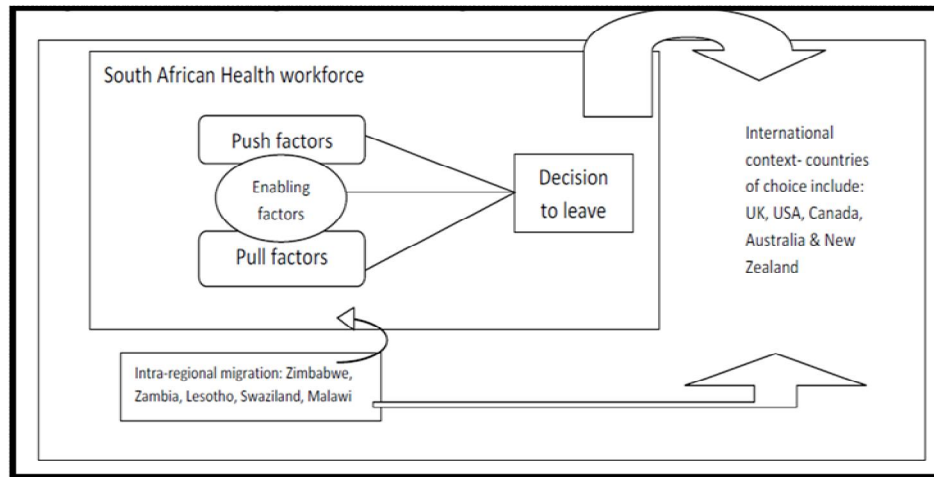 South African Health workforce
Push factors
Enabling
factors
Pull factors
Decision
to leave
International
context- countries
of choice include:
UK, USA, Canada,
Australia & New
Zealand
Intra-regional migration: Zimbabwe,
Zambia, Lesotho, Swaziland, Malawi